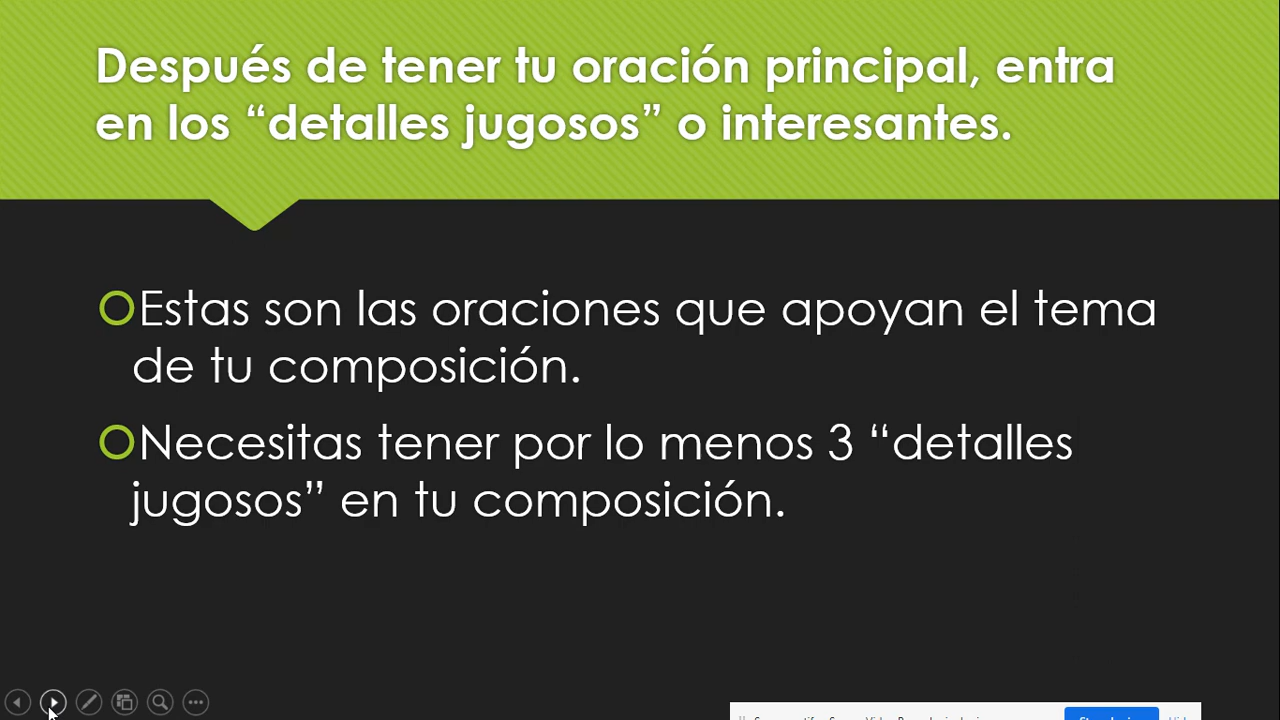 Después de tener tu oración principal, entra
en los “detalles jugosos” o interesantes.
Estas son las oraciones que apoyan el tema
de tu composición.
Necesitas tener por lo menos 3 “detalles
jugosos” en tu composición.